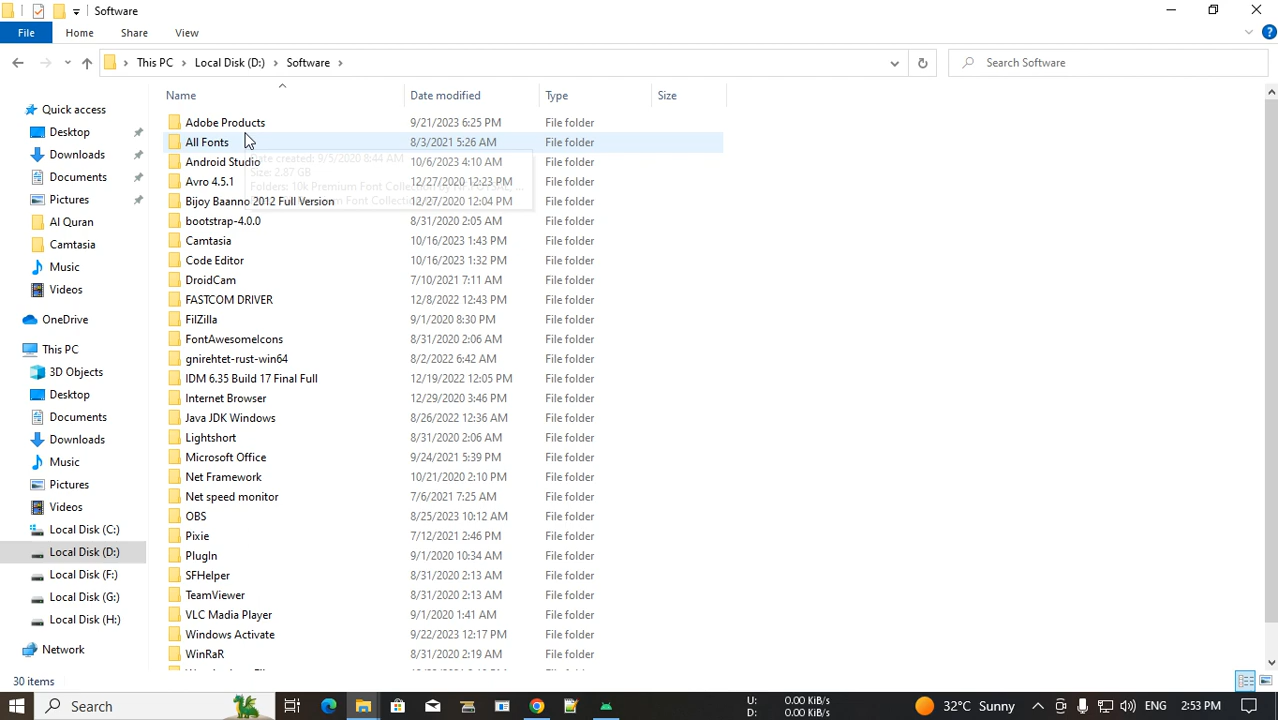 Software
File Home Share View
This PC > Local Disk (D:) > Software >
Search Software
Name Date modified Type Size
Quick access
Desktop
Downloads
Documents
Pictures
Al Quran
Camtasia
Music
Videos
OneDrive
This PC
3D Objects
Desktop
Documents
Downloads
Music
Pictures
Videos
Local Disk (C:)
Local Disk (D:)
Local Disk (F:)
Local Disk (G:)
Local Disk (H:)
Network
Adobe Products 9/21/2023 6:25 PM File folder
All Fonts 8/3/2021 5:26 AM File folder
Android Studio 10/6/2023 4:10 AM File folder
Avro 4.5.1 12/27/2020 12:23 PM File folder
Bijoy Baanno 2012 Full Version 12/27/2020 12:04 PM File folder
bootstrap-4.0.0 8/31/2020 2:05 AM File folder
Camtasia 10/16/2023 1:43 PM File folder
Code Editor 10/16/2023 1:32 PM File folder
DroidCam 7/10/2021 7:11 AM File folder
FASTCOM DRIVER 12/8/2022 12:43 PM File folder
FilZilla 9/1/2020 8:30 PM File folder
FontAwesomeIcons 8/31/2020 2:06 AM File folder
gnirehtet-rust-win64 8/2/2022 6:42 AM File folder
IDM 6.35 Build 17 Final Full 12/19/2022 12:05 PM File folder
Internet Browser 12/29/2020 3:46 PM File folder
Java JDK Windows 8/26/2022 12:36 AM File folder
Lightshort 8/31/2020 2:06 AM File folder
Microsoft Office 9/24/2021 5:39 PM File folder
Net Framework 10/21/2020 2:10 PM File folder
Net speed monitor 7/6/2021 7:25 AM File folder
OBS 8/25/2023 10:12 AM File folder
Pixie 7/12/2021 2:46 PM File folder
PlugIn 9/1/2020 10:34 AM File folder
SFHelper 8/31/2020 2:13 AM File folder
TeamViewer 8/31/2020 2:13 AM File folder
VLC Madia Player 9/1/2020 1:41 AM File folder
Windows Activate 9/22/2023 12:17 PM File folder
WinRaR 8/31/2020 2:19 AM File folder
Date created: 9/5/2020 8:44 AM
Size: 2.87 GB
Folders: 10k Premium Font Collection by
30 items
Search
U: 0.00 KiB/s
D: 0.00 KiB/s
32°C Sunny
ENG
2:53 PM